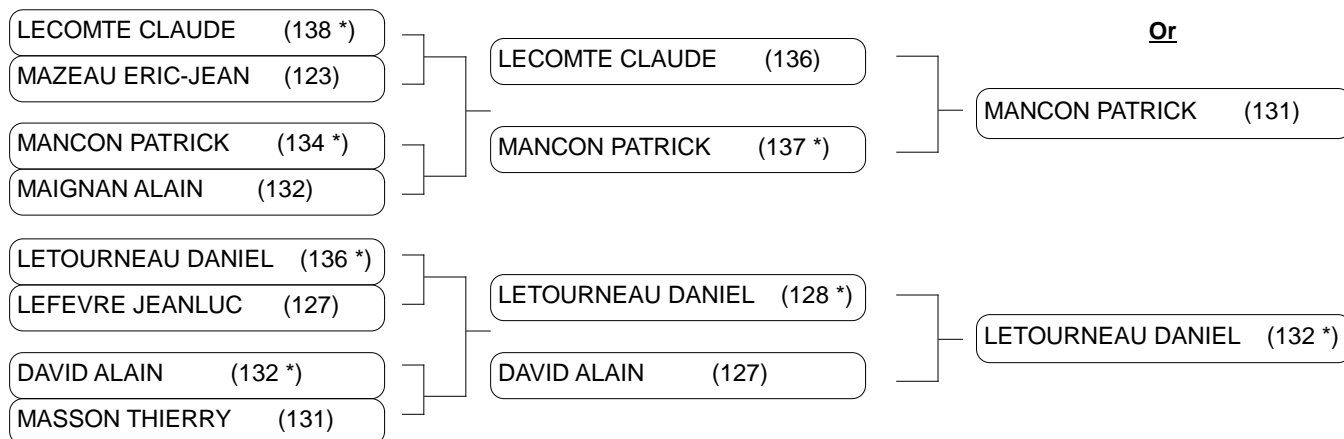 LECOMTE CLAUDE (138 *)
MAZEAU ERIC-JEAN (123)
MANCON PATRICK (134 *)
MAIGNAN ALAIN (132)
LETOURNEAU DANIEL (136 *)
LEFEVRE JEANLUC (127)
DAVID ALAIN (132 *)
MASSON THIERRY (131)
LECOMTE CLAUDE (136)
MANCON PATRICK (137 *)
LETOURNEAU DANIEL (128 *)
DAVID ALAIN (127)
Or
MANCON PATRICK (131)
LETOURNEAU DANIEL (132 *)